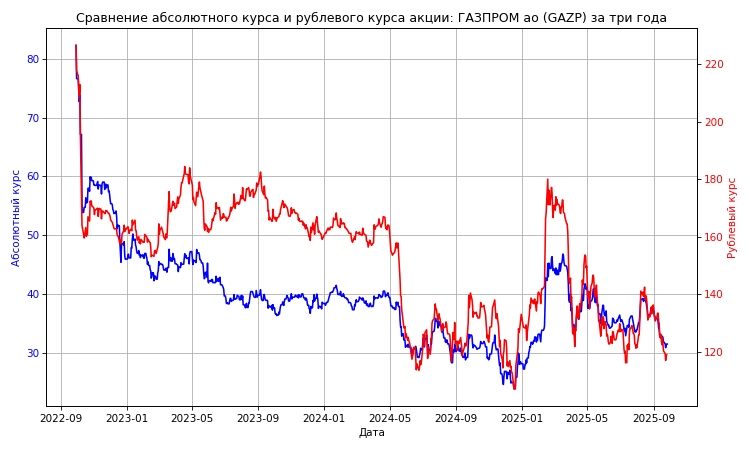 Сравнение абсолютного курса и рублевого курса акции: ГАЗПРОМ ао (GAZP) за три года
80
70
60
50
40
30
Абсолютный курс
220
200
180
160
140
120
Рублевый курс
2022-09 2023-01 2023-05 2023-09 2024-01 2024-05 2024-09 2025-01 2025-05 2025-09
Дата